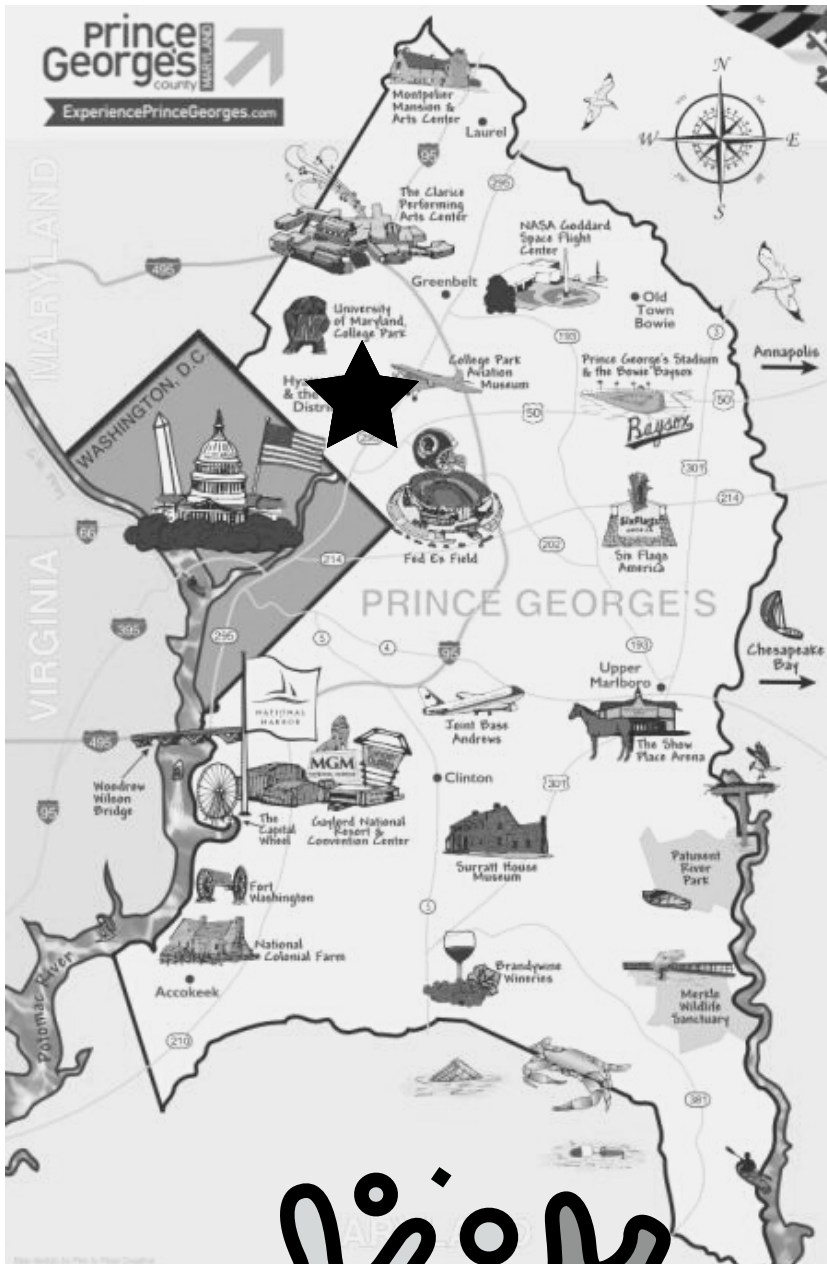 Prince
George's
MARYLAND
county
ExperiencePrinceGeorges.com
N
W
E
S
Montpelier
Mansion &
Arts Center
Laurel
95
295
The Clarice
Performing
Arts Center
NASA Goddard
Space Flight
Center
MARYLAND
495
Greenbelt
Old
Town
Bowie
University
of Maryland,
College Park
193
3
Annapolis
WASHINGTON, D.C.
College Park
Aviation
Museum
Prince George's Stadium
& the Bowie Baysox
& the
50
50
Baysox
301
214
66
Fed Ex Field
202
Six Flags
Six Flags
America
214
PRINCE GEORGE'S
VIRGINIA
395
295
5
4
95
193
Chesapeake
Bay
Upper
Marlboro
NATIONAL
HARBOR
Joint Base
Andrews
The Show
Place Arena
495
MGM
Woodrow
Wilson
Bridge
Clinton
301
95
The
Capital
Wheel
Gaylord National
Resort &
Convention Center
Surratt House
Museum
Patuxent
River
Park
Fort
Washington
5
National
Colonial Farm
Brandywine
Wineries
Accokeek
Merkle
Wildlife
Sanctuary
Potomac River
210
381
MARYLAND